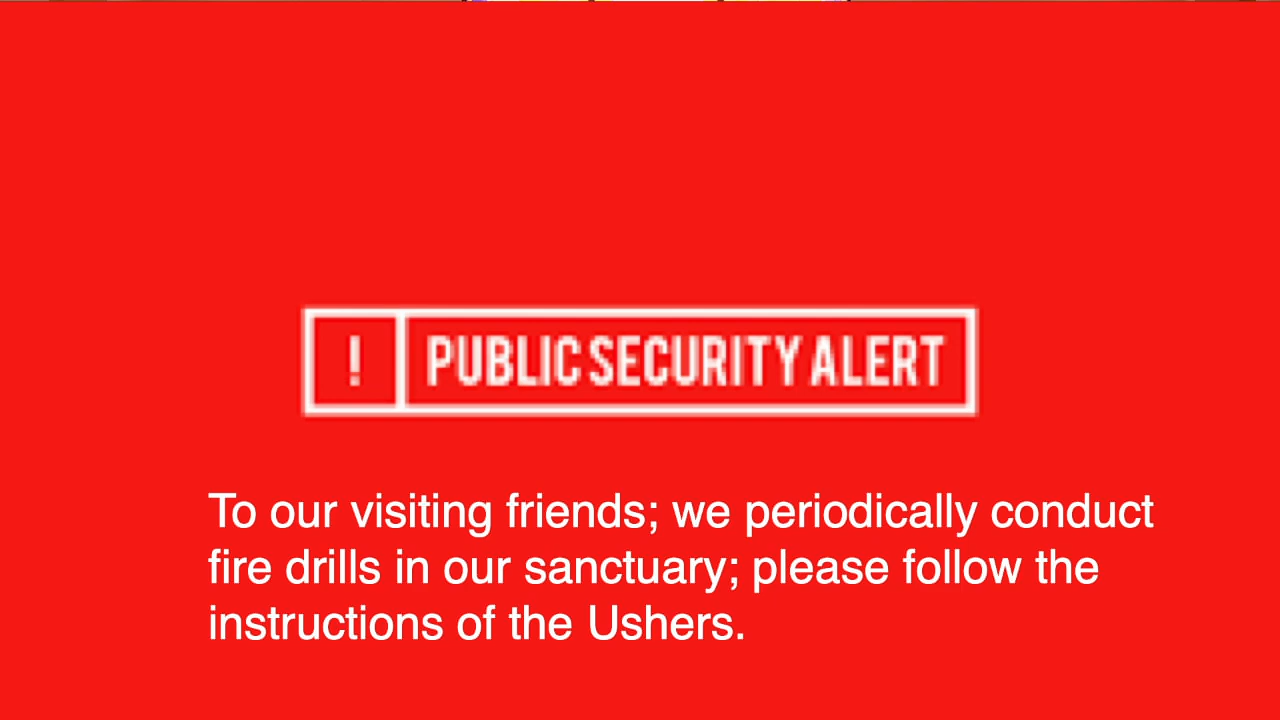 ! PUBLIC SECURITY ALERT
To our visiting friends; we periodically conduct
fire drills in our sanctuary; please follow the
instructions of the Ushers.